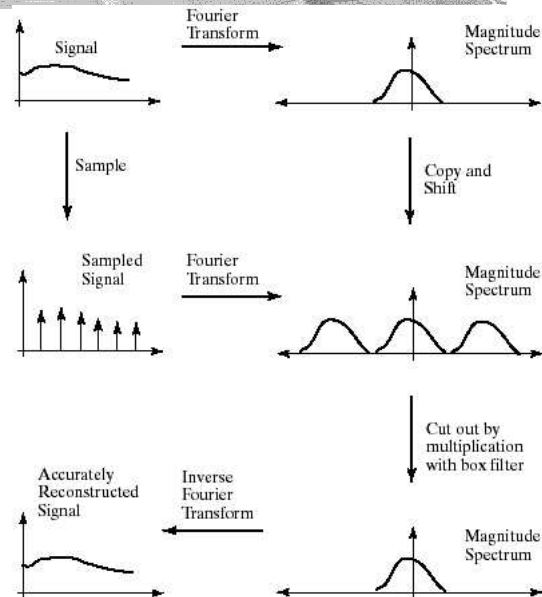 Signal
Fourier
Transform
Magnitude
Spectrum
Sample
Copy and
Shift
Sampled
Signal
Fourier
Transform
Magnitude
Spectrum
Cut out by
multiplication
with box filter
Accurately
Reconstructed
Signal
Inverse
Fourier
Transform
Magnitude
Spectrum